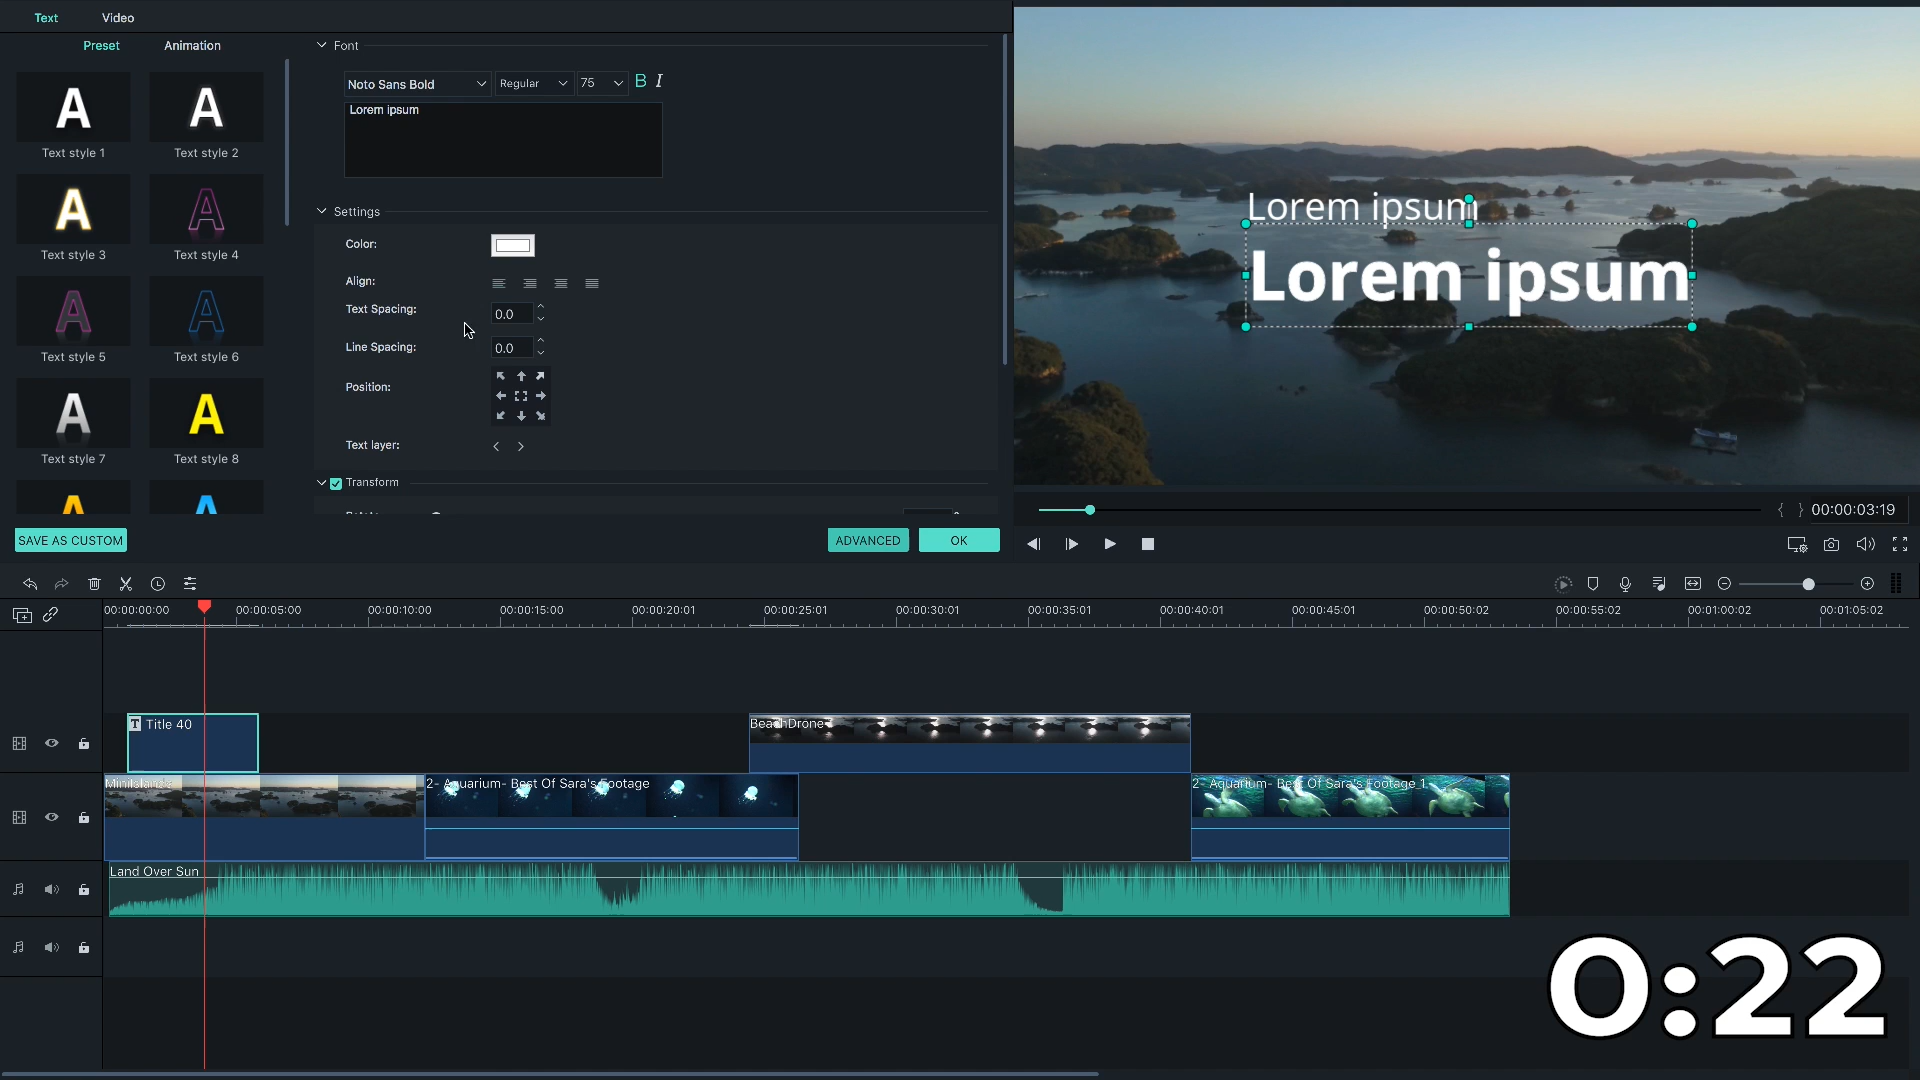 Text
Video
Preset
Animation
Text style 1
Text style 2
Text style 3
Text style 4
Text style 5
Text style 6
Text style 7
Text style 8
SAVE AS CUSTOM
Font
Noto Sans Bold
Regular
75
B I
Lorem ipsum
Settings
Color:
Align:
Text Spacing:
0.0
Line Spacing:
0.0
Position:
Text layer:
Transform
ADVANCED
OK
Lorem ipsum
Lorem ipsum
{ } 00:00:03:19
00:00:00:00
00:00:05:00
00:00:10:00
00:00:15:00
00:00:20:01
00:00:25:01
00:00:30:01
00:00:35:01
00:00:40:01
00:00:45:01
00:00:50:02
00:00:55:02
00:01:00:02
00:01:05:02
T Title 40
BeachDrone
2- Aquarium- Best Of Sara's Footage
2- Aquarium- Best Of Sara's Footage_1
Land Over Sun
0:22